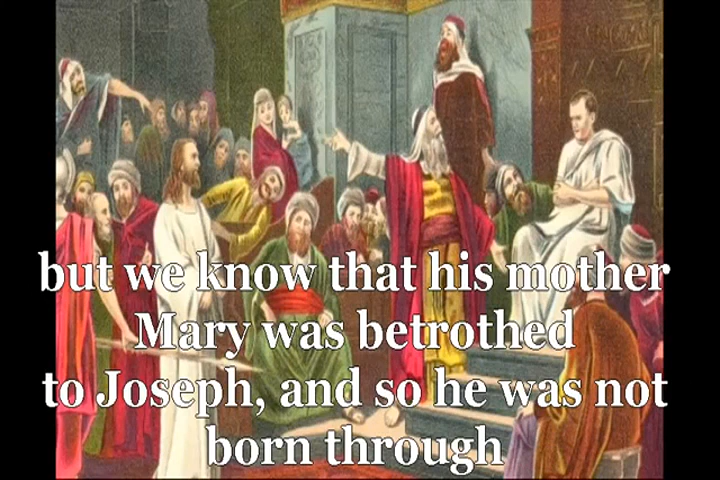 but we know that his mother
Mary was betrothed
to Joseph, and so he was not
born through